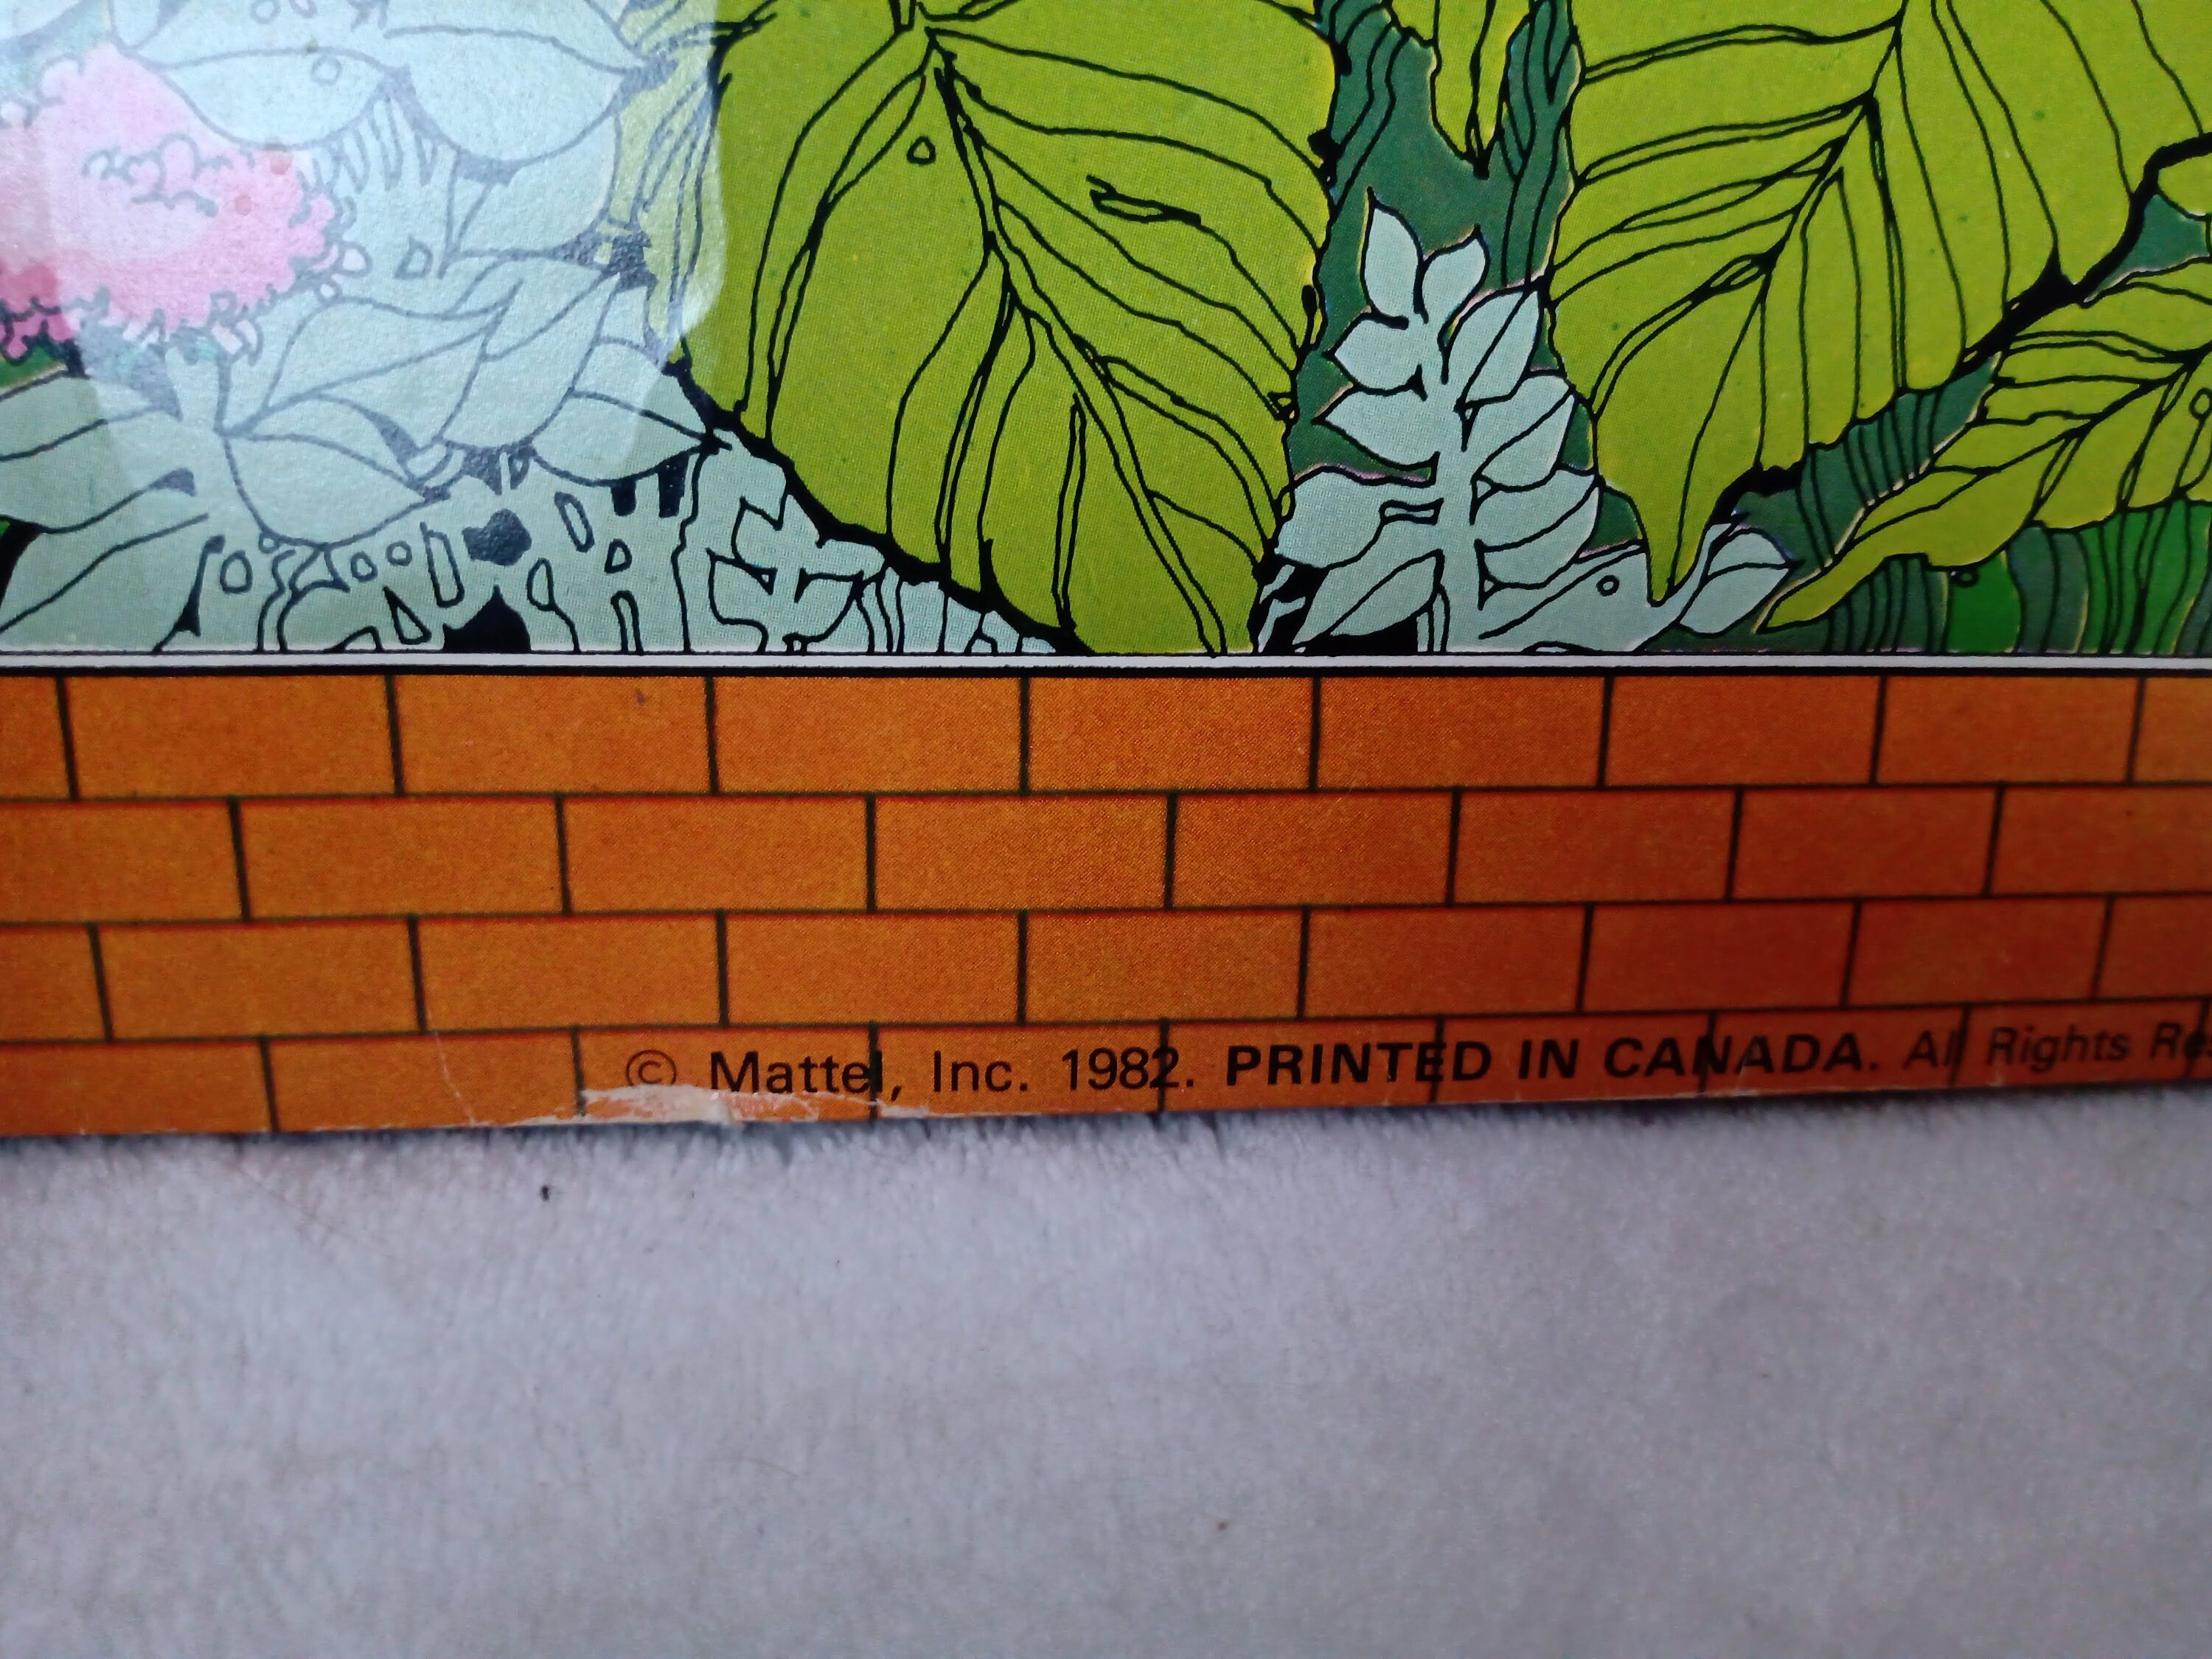 © Mattel, Inc. 1982. PRINTED IN CANADA. All Rights